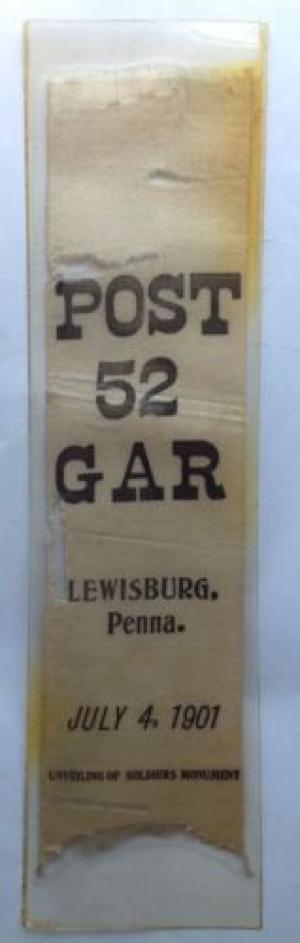 POST
52
GAR
LEWISBURG.
Penna.
JULY 4, 1901
UNVEILING OF SOLDIERS MONUMENT